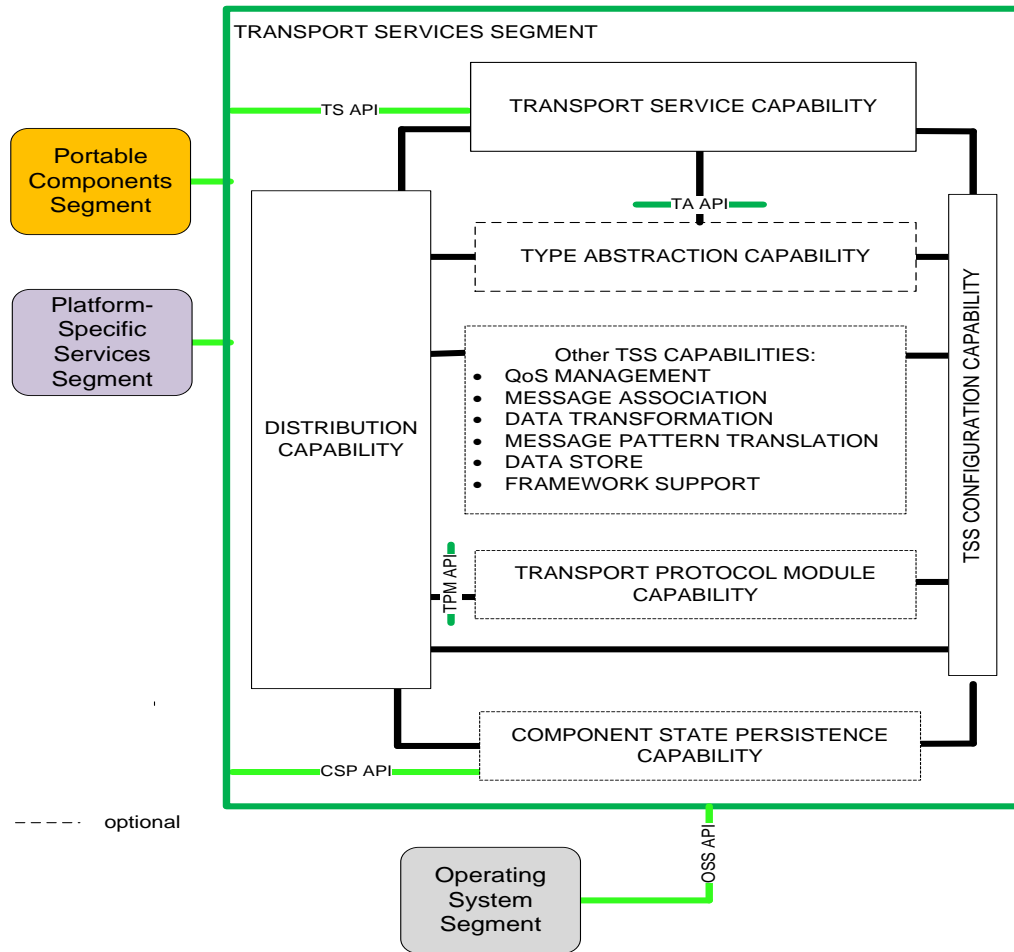 TRANSPORT SERVICES SEGMENT
TS API
TRANSPORT SERVICE CAPABILITY
Portable
Components
Segment
TA API
TYPE ABSTRACTION CAPABILITY
Platform-
Specific
Services
Segment
DISTRIBUTION
CAPABILITY
Other TSS CAPABILITIES:
• QoS MANAGEMENT
• MESSAGE ASSOCIATION
• DATA TRANSFORMATION
• MESSAGE PATTERN TRANSLATION
• DATA STORE
• FRAMEWORK SUPPORT
TSS CONFIGURATION CAPABILITY
TPM API
TRANSPORT PROTOCOL MODULE
CAPABILITY
COMPONENT STATE PERSISTENCE
CAPABILITY
CSP API
optional
OSS API
Operating
System
Segment